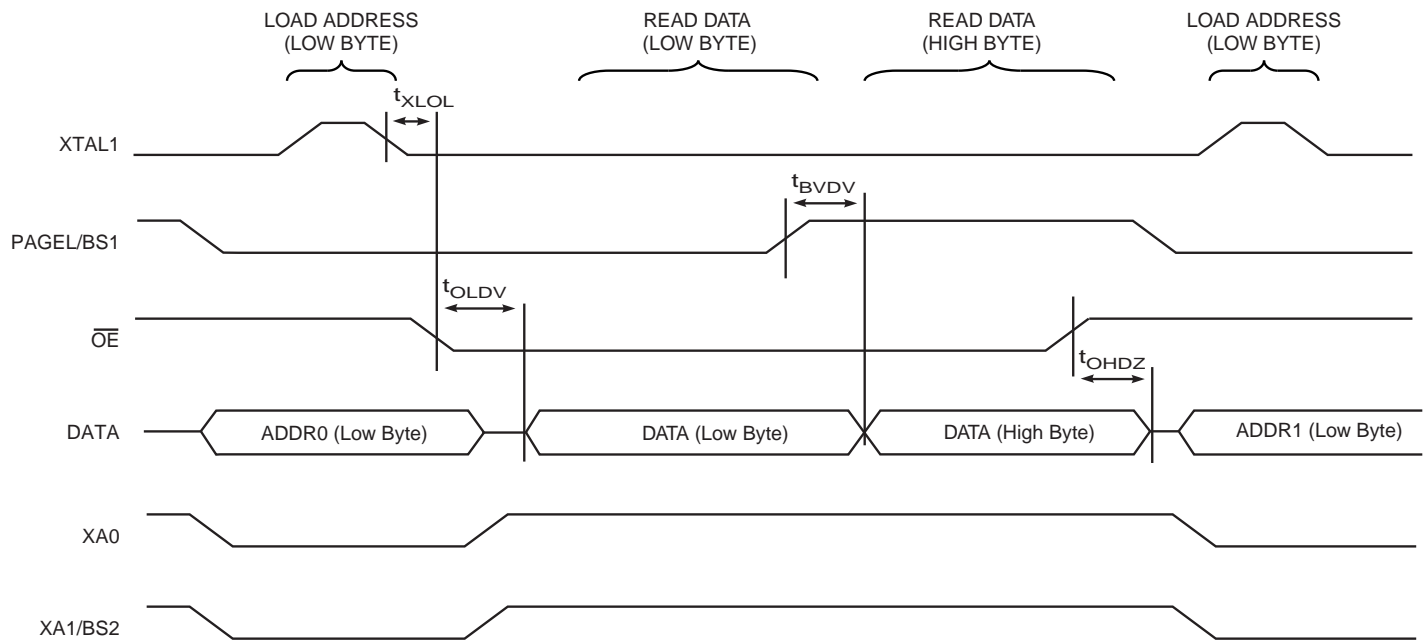 LOAD ADDRESS
(LOW BYTE)
READ DATA
(LOW BYTE)
READ DATA
(HIGH BYTE)
LOAD ADDRESS
(LOW BYTE)
tXLOL
XTAL1
tBVDV
PAGEL/BS1
tOLDV
OE
tOHDZ
DATA
ADDR0 (Low Byte)
DATA (Low Byte)
DATA (High Byte)
ADDR1 (Low Byte)
XA0
XA1/BS2